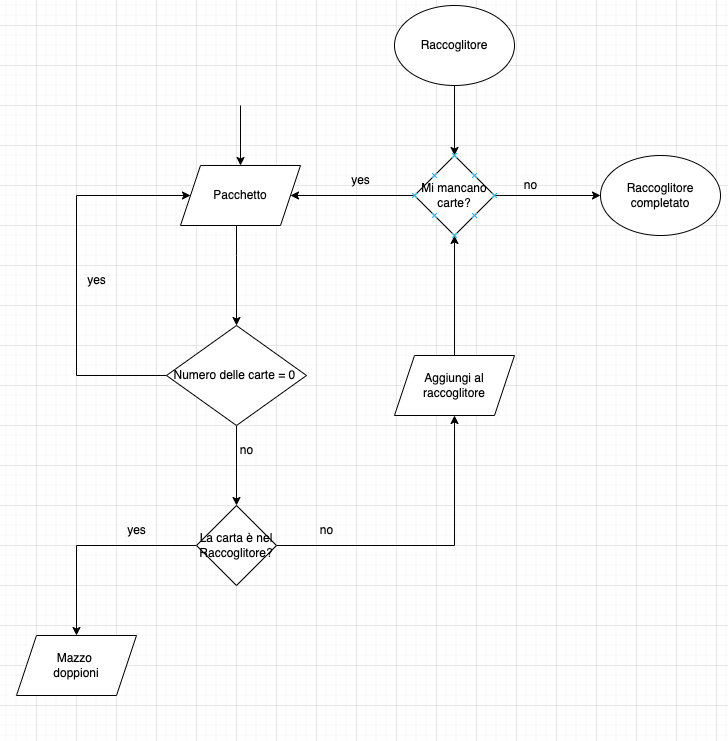 Raccoglitore
Pacchetto
yes
Mi mancano
carte?
no
Raccoglitore
completato
yes
Numero delle carte = 0
Aggiungi al
raccoglitore
no
yes
La carta è nel
Raccoglitore?
no
Mazzo
doppioni